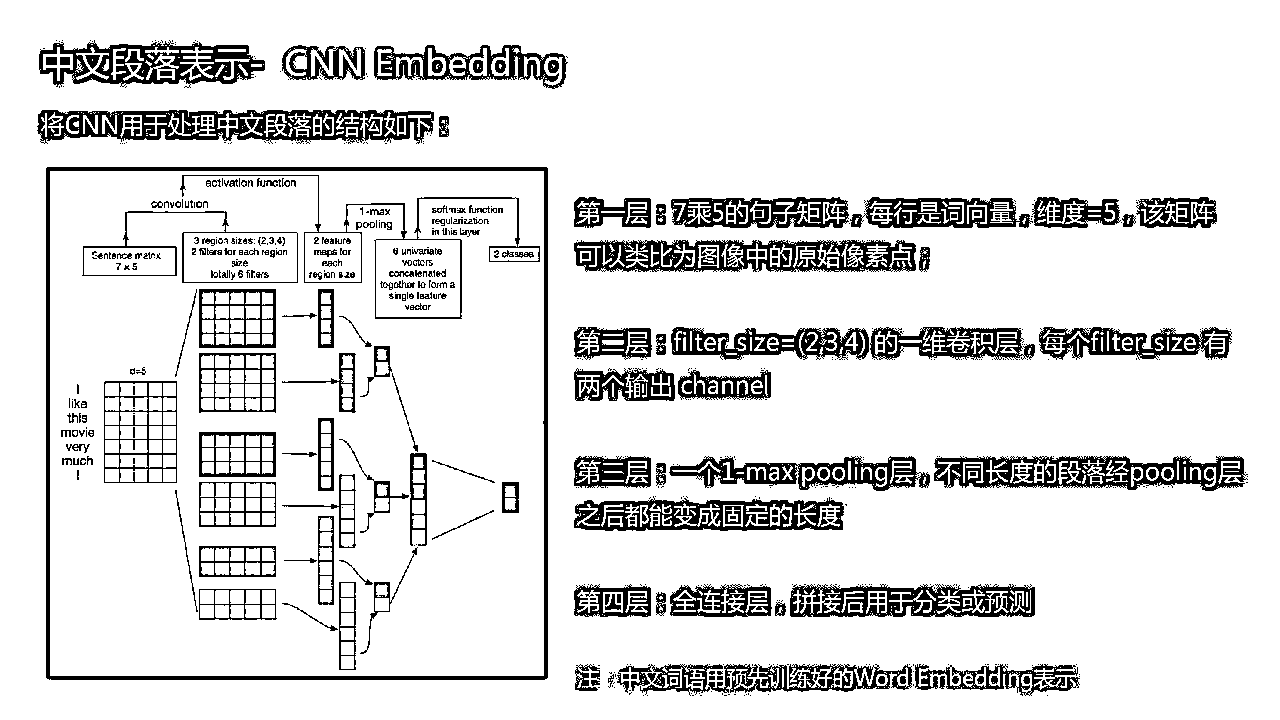 中文段落表示- CNN Embedding
将CNN用于处理中文段落的结构如下：
activation function
convolution
1-max
pooling
softmax function
regularization
in this layer
Sentence matrix
7 x 5
3 region sizes: (2,3,4)
2 filters for each region
size
totally 6 filters
2 feature
maps for
each
region size
6 univariate
vectors
concatenated
together to form a
single feature
vector
2 classes
d=5
I
like
this
movie
very
much
!
第一层：7乘5的句子矩阵，每行是词向量，维度=5，该矩阵
可以类比为图像中的原始像素点；
第二层：filter_size=(2,3,4) 的一维卷积层，每个filter_size 有
两个输出 channel
第三层：一个1-max pooling层，不同长度的段落经pooling层
之后都能变成固定的长度
第四层：全连接层，拼接后用于分类或预测
注：中文词语用预先训练好的Word Embedding表示